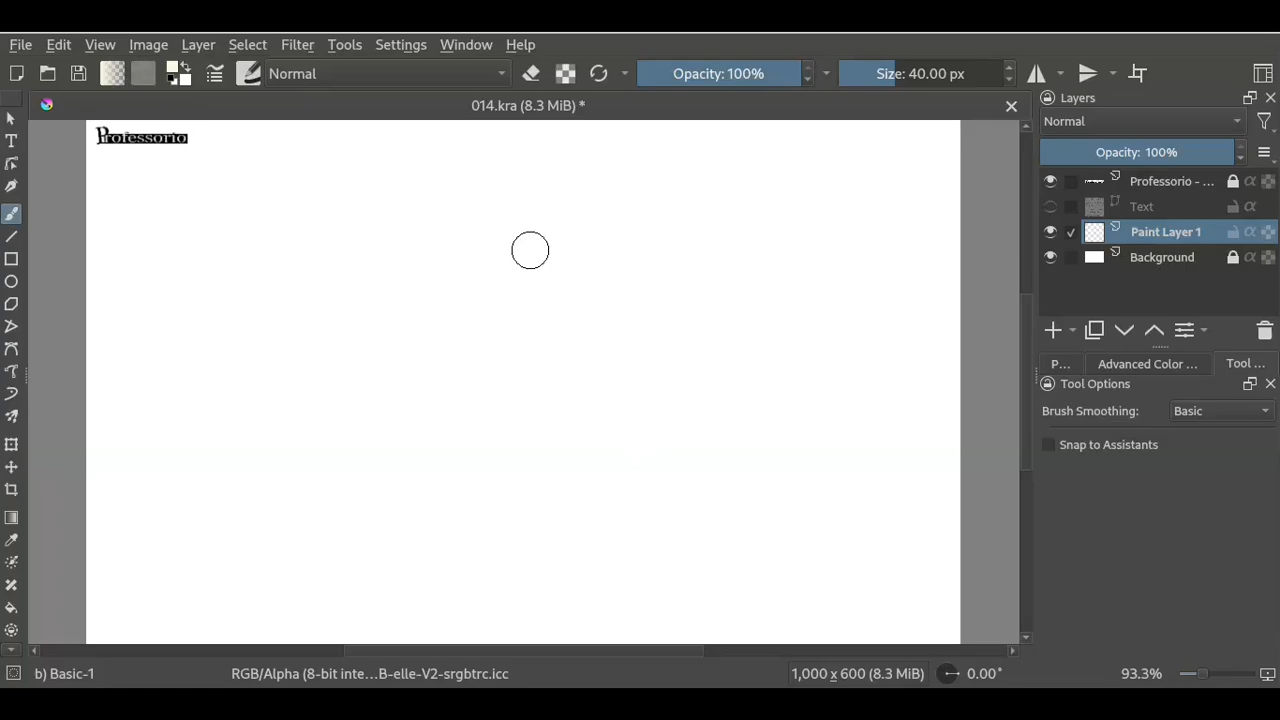 File Edit View Image Layer Select Filter Tools Settings Window Help
Normal Opacity: 100% Size: 40.00 px
014.kra (8.3 MiB) *
Professorio
Layers
Normal
Opacity: 100%
Professorio - ...
Text
Paint Layer 1
Background
P... Advanced Color ... Tool ...
Tool Options
Brush Smoothing: Basic
Snap to Assistants
b) Basic-1 RGB/Alpha (8-bit inte...B-elle-V2-srgbtrc.icc 1,000 x 600 (8.3 MiB) 0.00° 93.3%